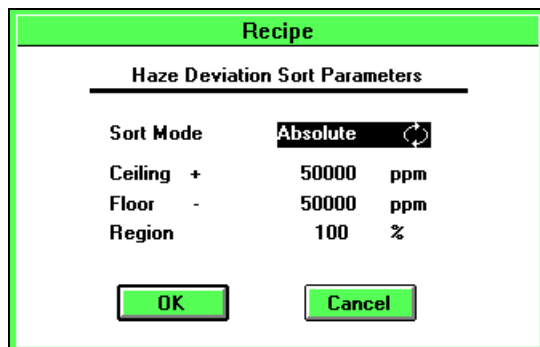 Recipe
Haze Deviation Sort Parameters
Sort Mode Absolute
Ceiling + 50000 ppm
Floor - 50000 ppm
Region 100 %
OK Cancel